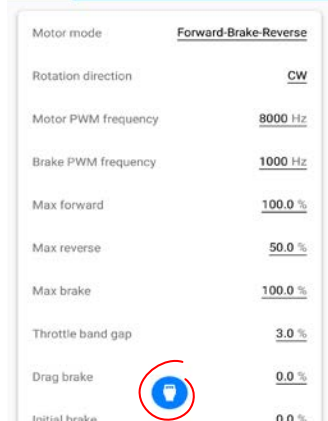 Motor mode Forward-Brake-Reverse
Rotation direction CW
Motor PWM frequency 8000 Hz
Brake PWM frequency 1000 Hz
Max forward 100.0 %
Max reverse 50.0 %
Max brake 100.0 %
Throttle band gap 3.0 %
Drag brake 0.0 %
Initial brake 0.0 %